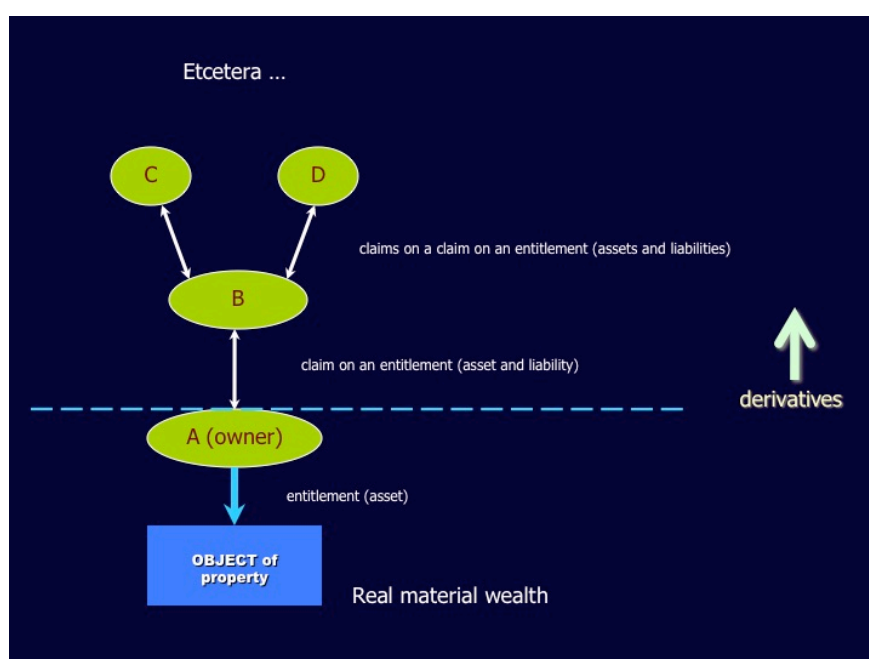 Etcetera ...
C
D
claims on a claim on an entitlement (assets and liabilities)
B
claim on an entitlement (asset and liability)
derivatives
A (owner)
entitlement (asset)
OBJECT of
property
Real material wealth